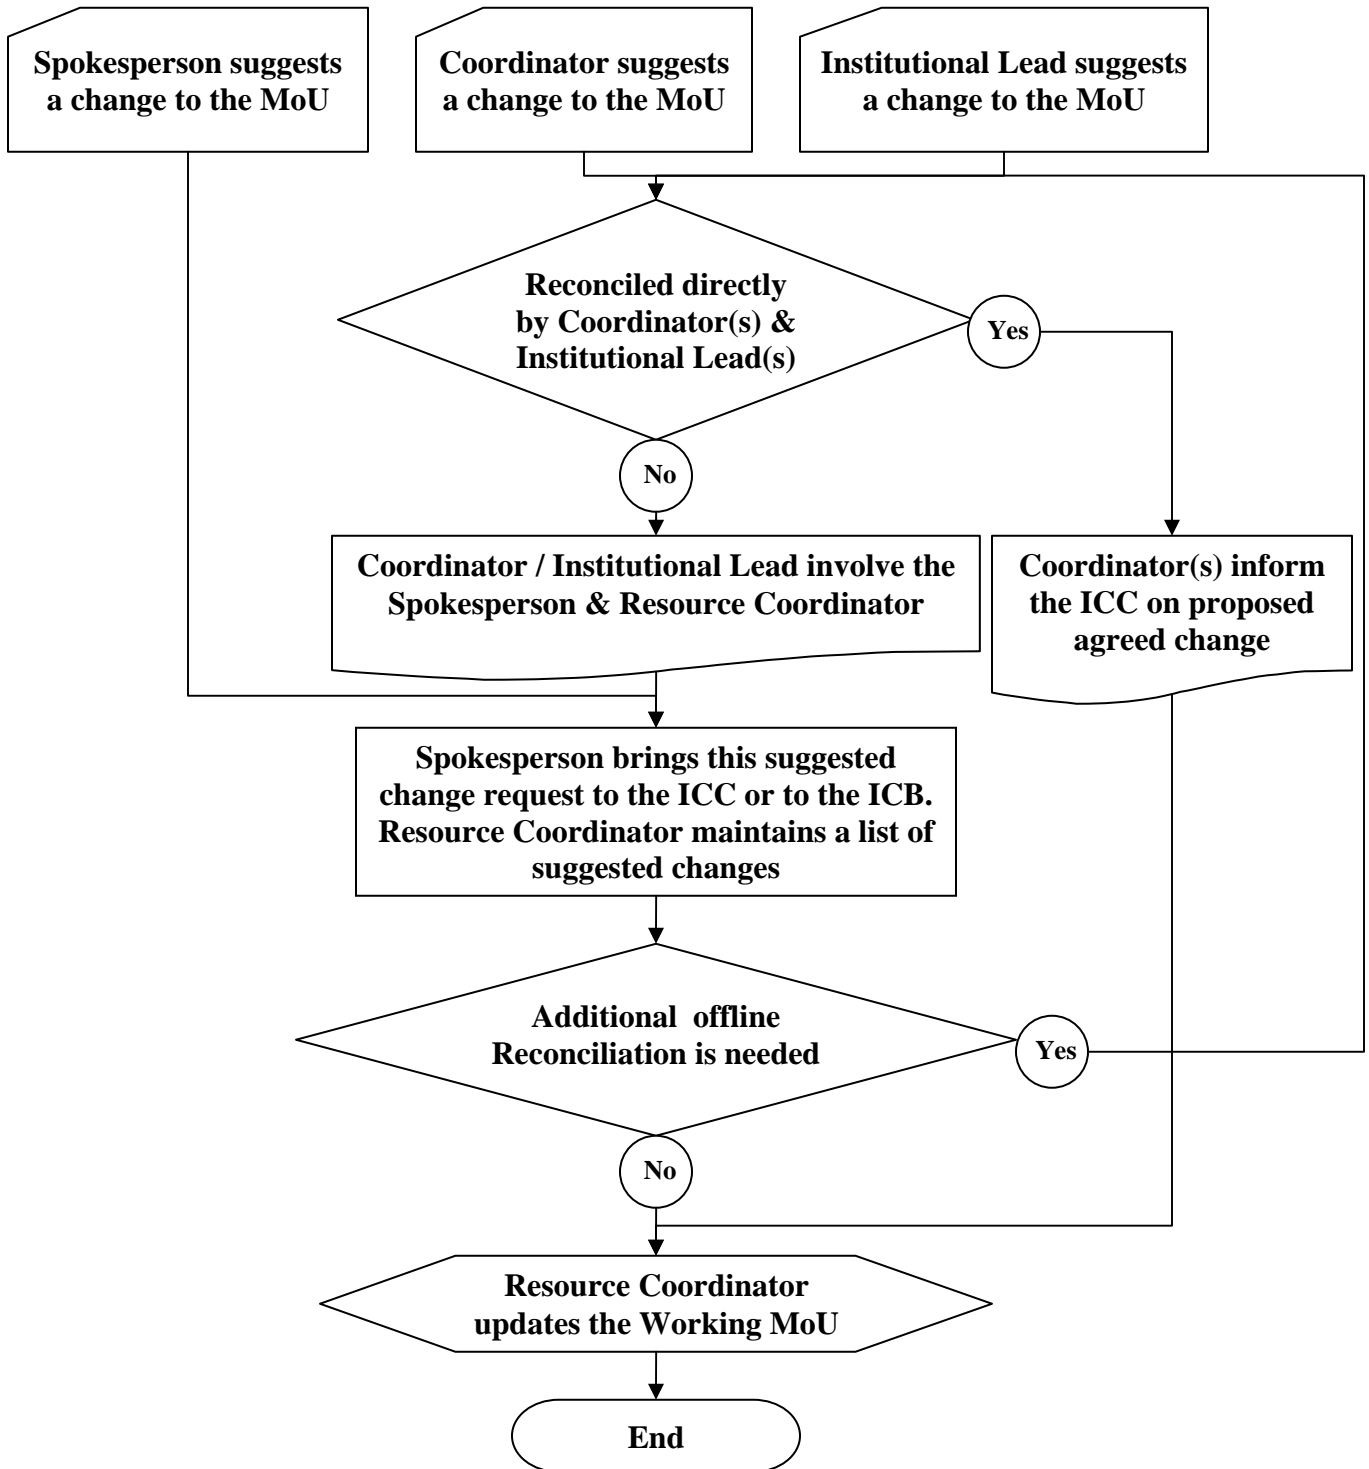 Spokesperson suggests
a change to the MoU
Coordinator suggests
a change to the MoU
Institutional Lead suggests
a change to the MoU
Reconciled directly
by Coordinator(s) &
Institutional Lead(s)
Yes
No
Coordinator / Institutional Lead involve the
Spokesperson & Resource Coordinator
Coordinator(s) inform
the ICC on proposed
agreed change
Spokesperson brings this suggested
change request to the ICC or to the ICB.
Resource Coordinator maintains a list of
suggested changes
Additional offline
Reconciliation is needed
Yes
No
Resource Coordinator
updates the Working MoU
End